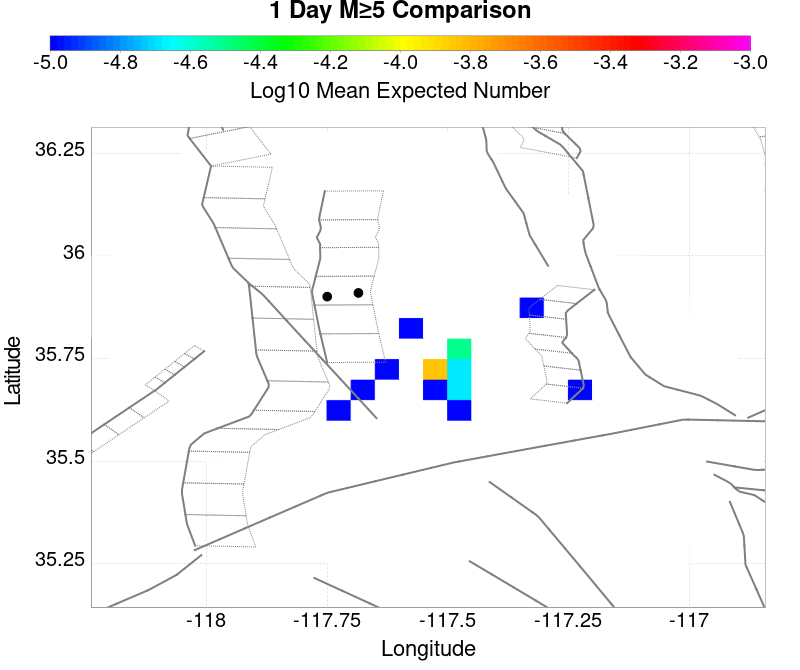 1 Day M≥5 Comparison
-5.0 -4.8 -4.6 -4.4 -4.2 -4.0 -3.8 -3.6 -3.4 -3.2 -3.0
Log10 Mean Expected Number
36.25
36
35.75
35.5
35.25
Latitude
-118 -117.75 -117.5 -117.25 -117
Longitude